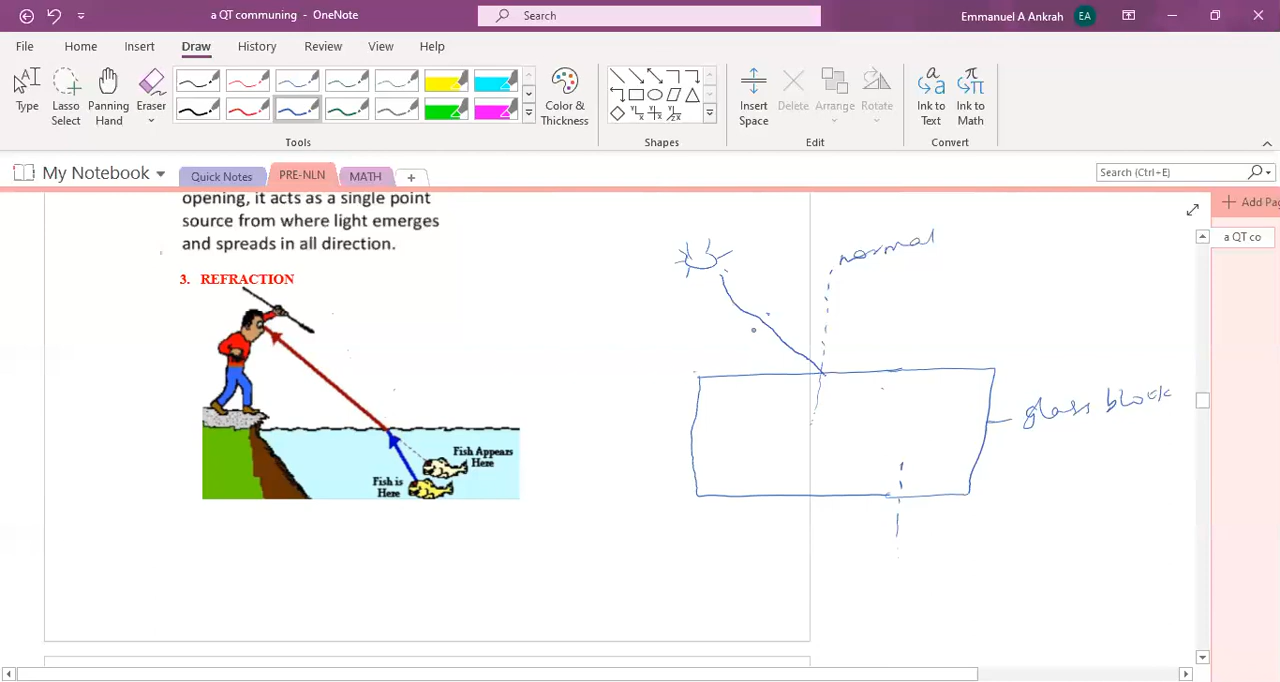 a QT communing - OneNote
Search
Emmanuel A Ankrah
EA
File Home Insert Draw History Review View Help
Type
Lasso Select
Panning Hand
Eraser
Color & Thickness
Insert Space
Delete
Arrange
Rotate
Ink to Text
Ink to Math
Tools
Shapes
Edit
Convert
My Notebook
Quick Notes
PRE-NLN
MATH
Search (Ctrl+E)
Add Pag
a QT co
opening, it acts as a single point
source from where light emerges
and spreads in all direction.
3. REFRACTION
Fish Appears
Here
Fish is
Here
normal
glass block